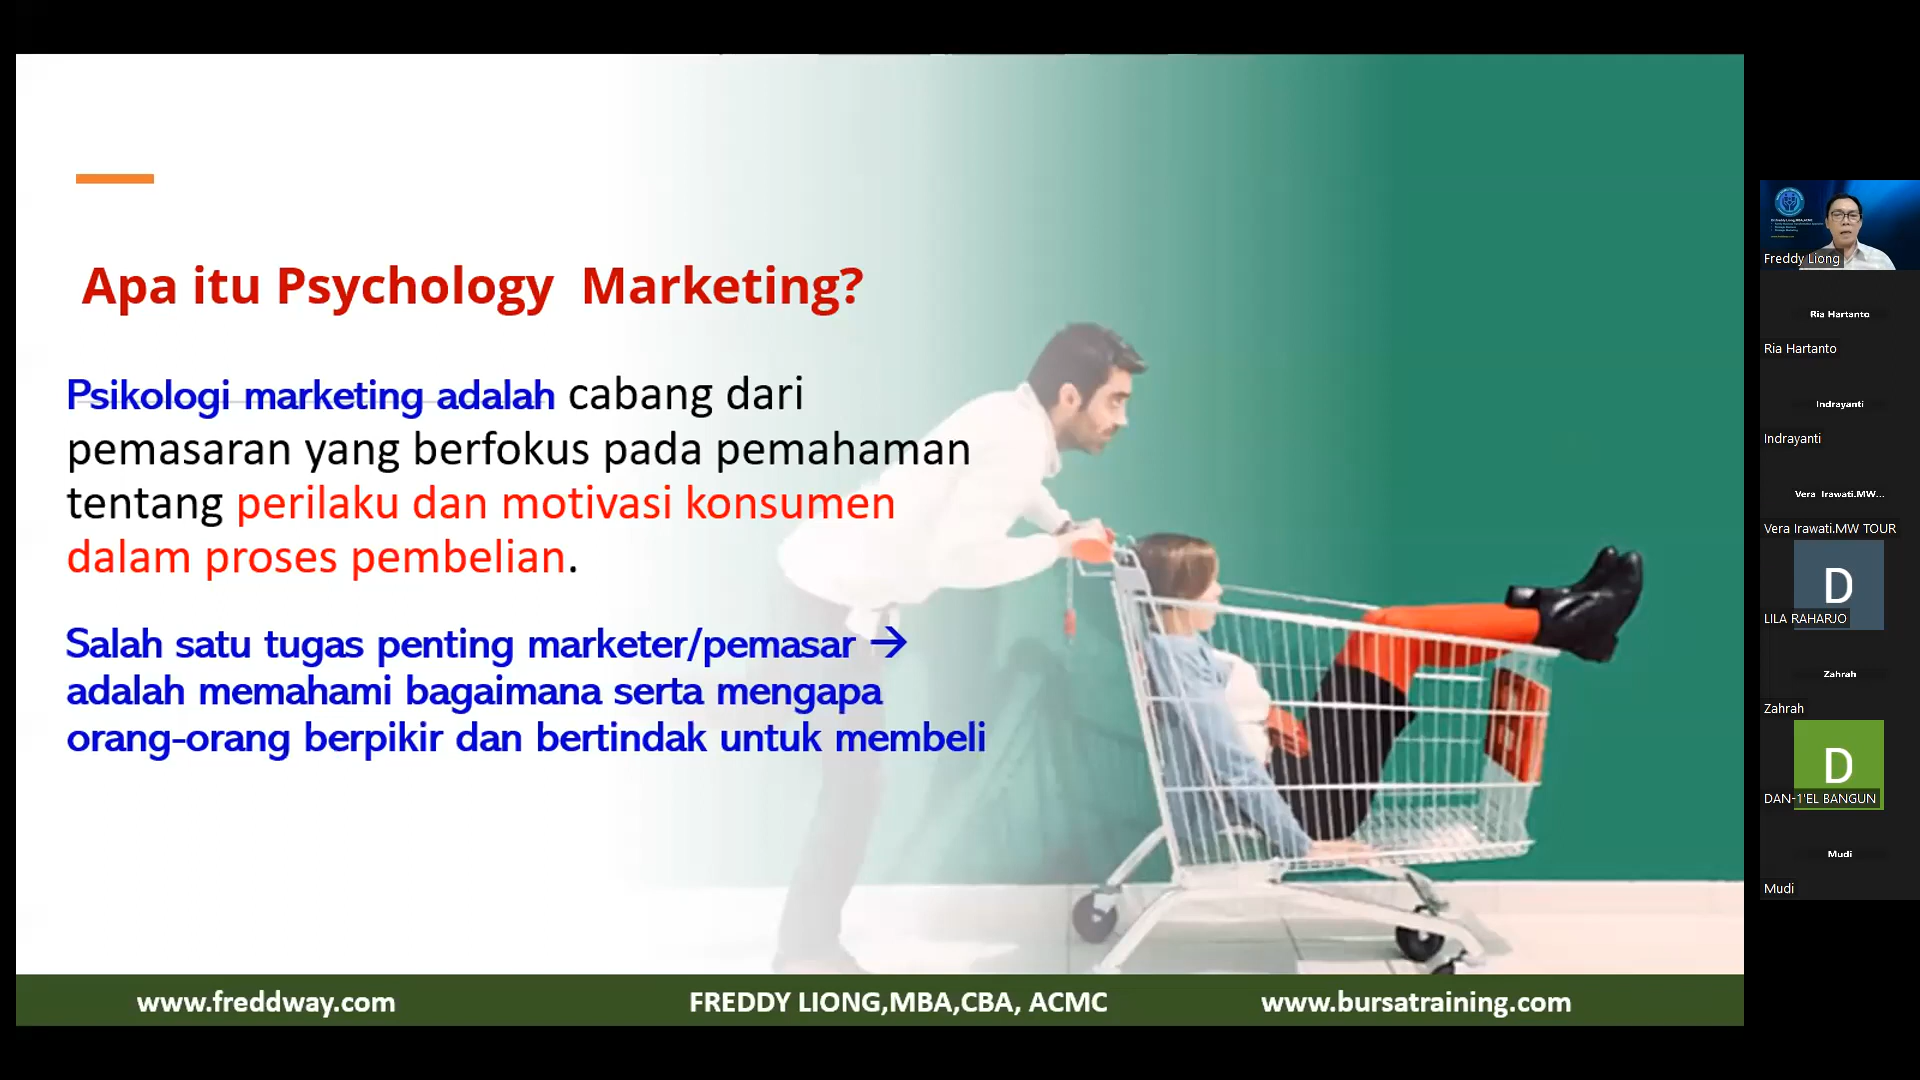 Apa itu Psychology Marketing?
Psikologi marketing adalah cabang dari
pemasaran yang berfokus pada pemahaman
tentang perilaku dan motivasi konsumen
dalam proses pembelian.
Salah satu tugas penting marketer/pemasar →
adalah memahami bagaimana serta mengapa
orang-orang berpikir dan bertindak untuk membeli
www.freddway.com
FREDDY LIONG,MBA,CBA, ACMC
www.bursatraining.com
Freddy Liong
Ria Hartanto
Ria Hartanto
Indrayanti
Indrayanti
Vera Irawati.MW...
Vera Irawati.MW TOUR
D
LILA RAHARJO
Zahrah
Zahrah
D
DAN-1'EL BANGUN
Mudi
Mudi